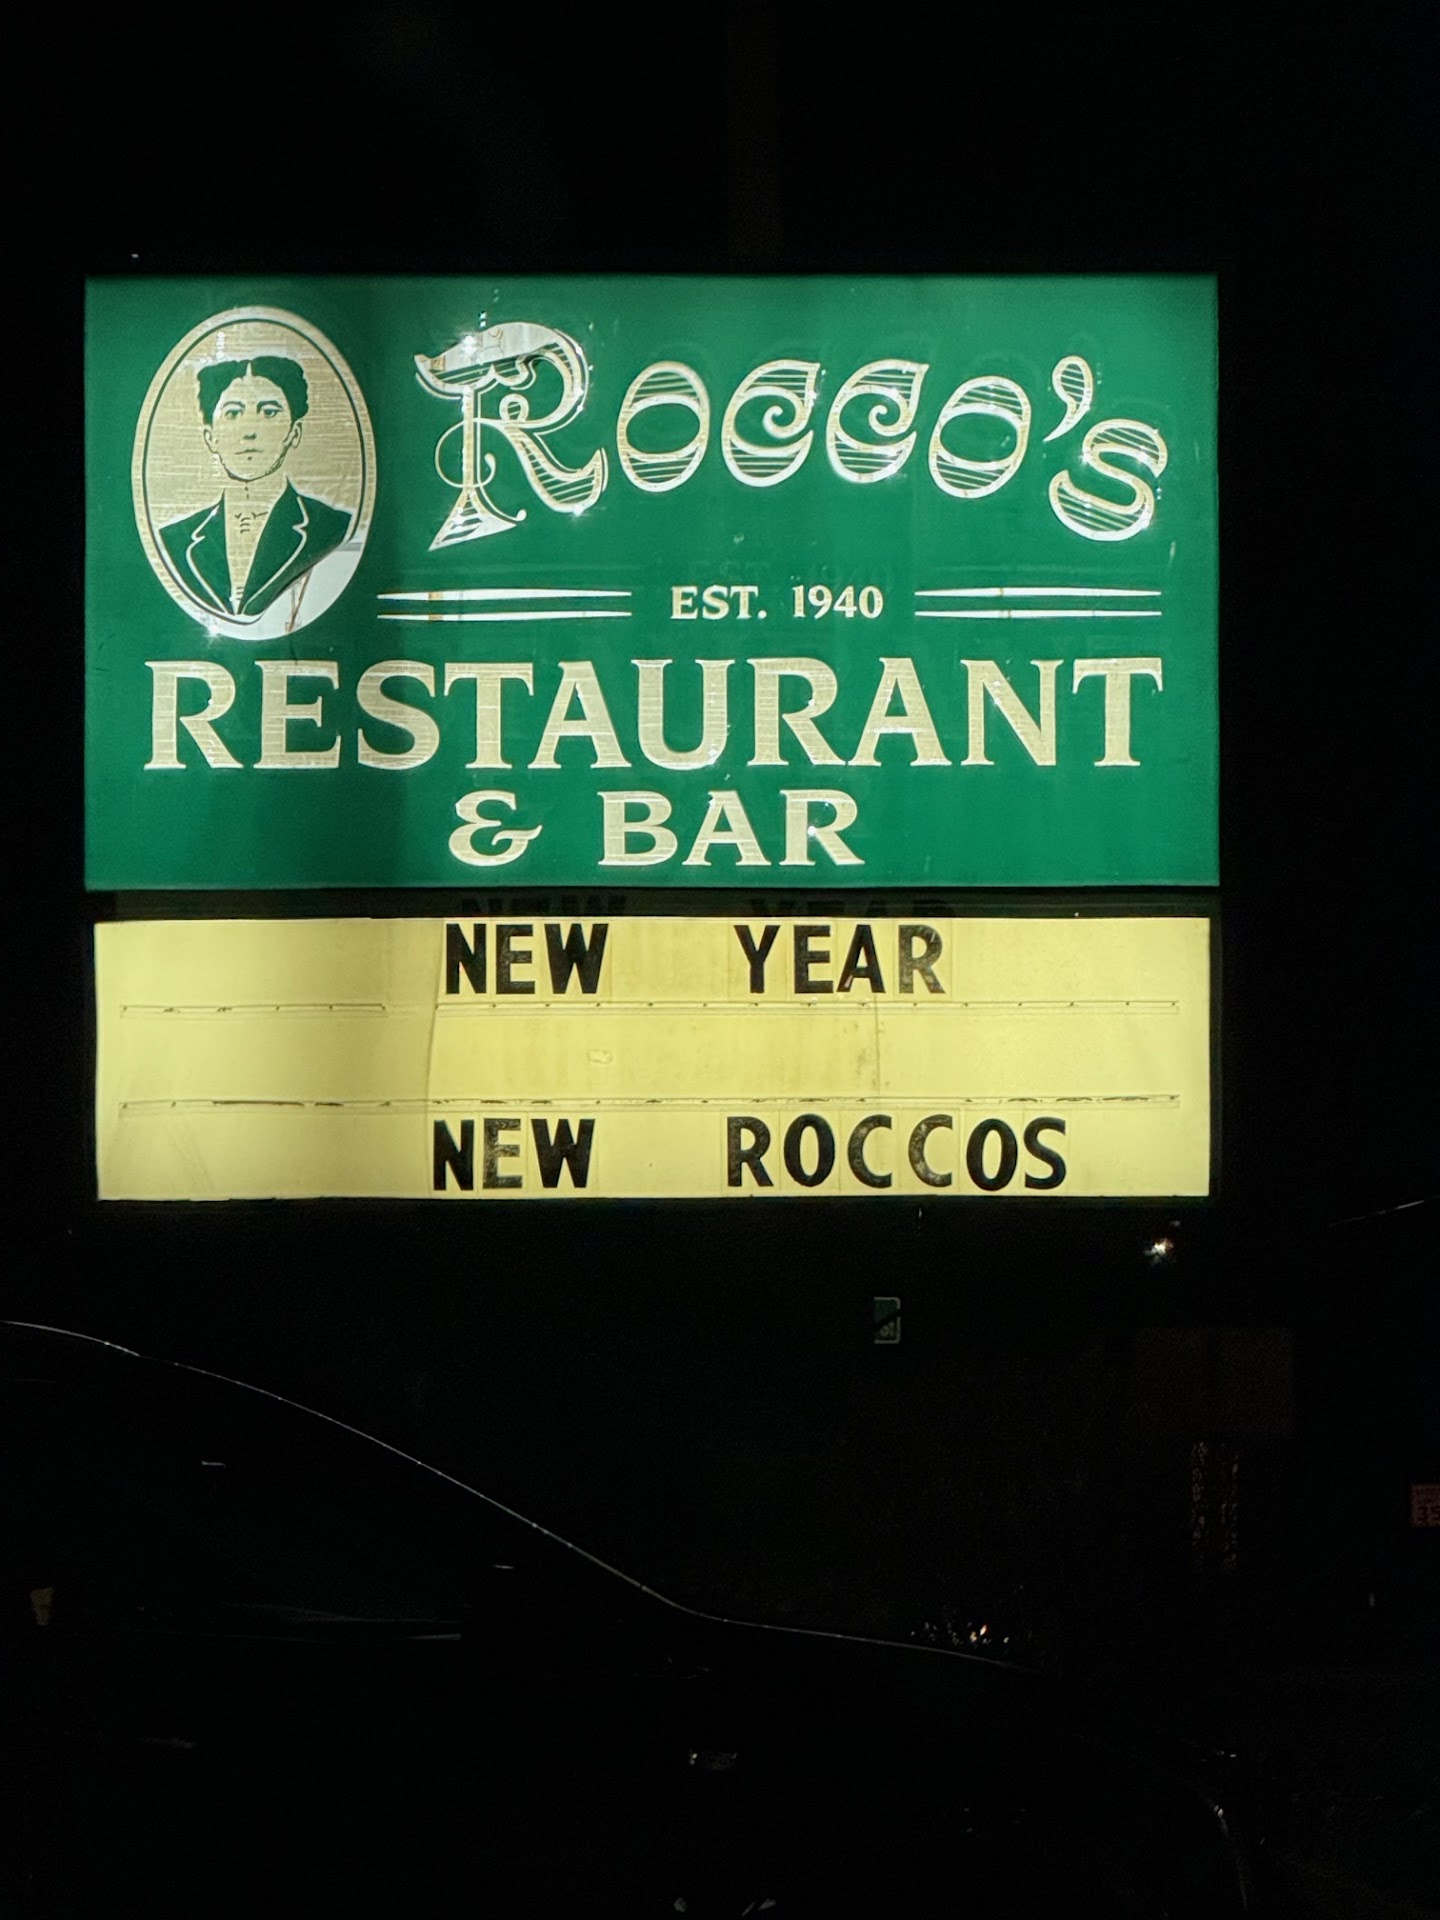 Rocco's
EST. 1940
RESTAURANT
& BAR
NEW YEAR
NEW ROCCOS